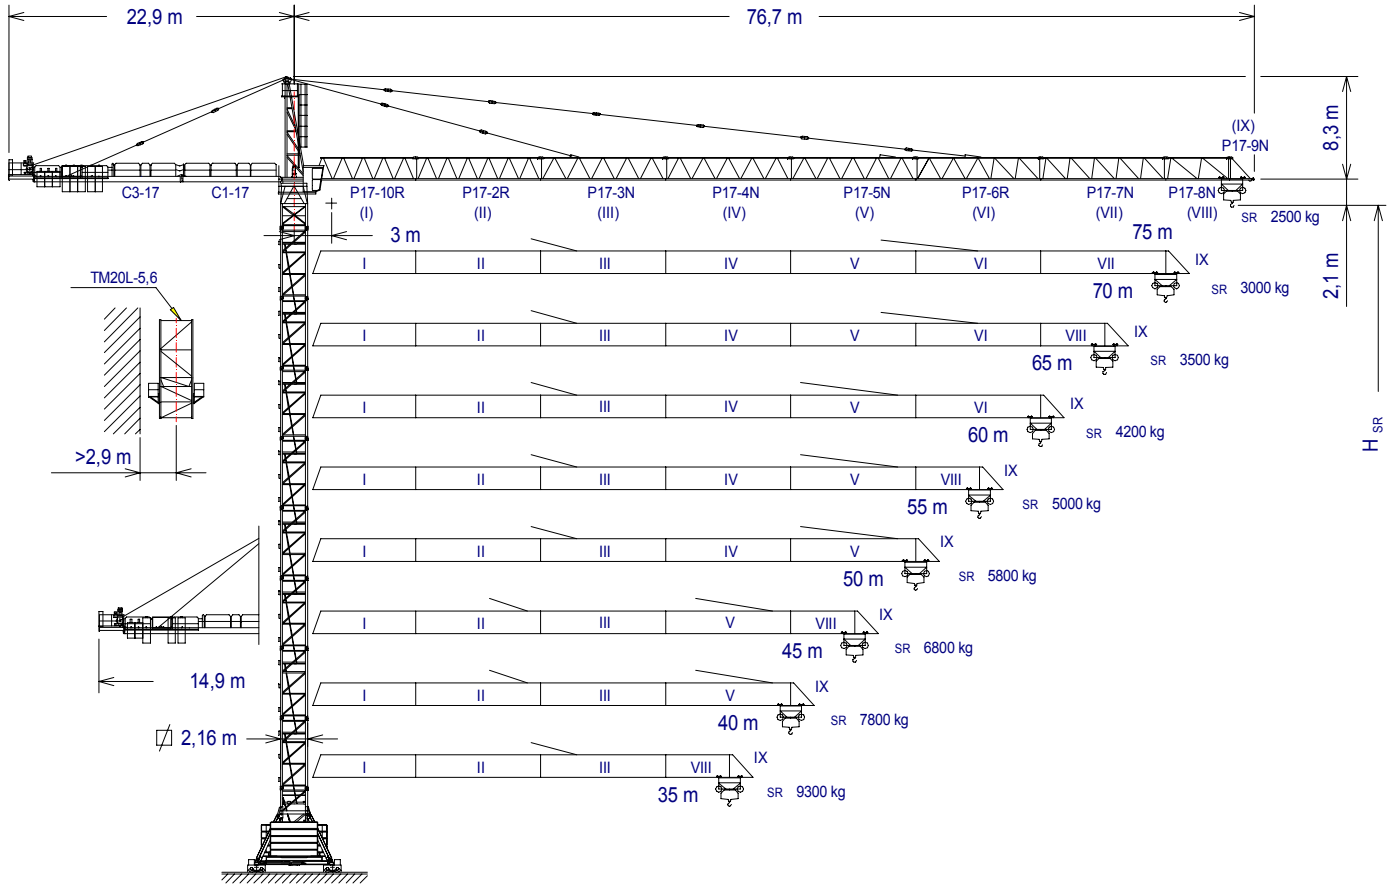 22,9 m
76,7 m
8,3 m
(IX)
P17-9N
C3-17
C1-17
P17-10R
(I)
P17-2R
(II)
P17-3N
(III)
P17-4N
(IV)
P17-5N
(V)
P17-6R
(VI)
P17-7N
(VII)
P17-8N
(VIII)
SR 2500 kg
3 m
75 m
2,1 m
I II III IV V VI VII IX
70 m
SR 3000 kg
TM20L-5,6
I II III IV V VI VIII IX
65 m
SR 3500 kg
I II III IV V VI IX
60 m
SR 4200 kg
H SR
>2,9 m
I II III IV V VIII IX
55 m
SR 5000 kg
I II III IV V IX
50 m
SR 5800 kg
I II III V VIII IX
45 m
SR 6800 kg
14,9 m
I II III V IX
40 m
SR 7800 kg
2,16 m
I II III VIII IX
35 m
SR 9300 kg